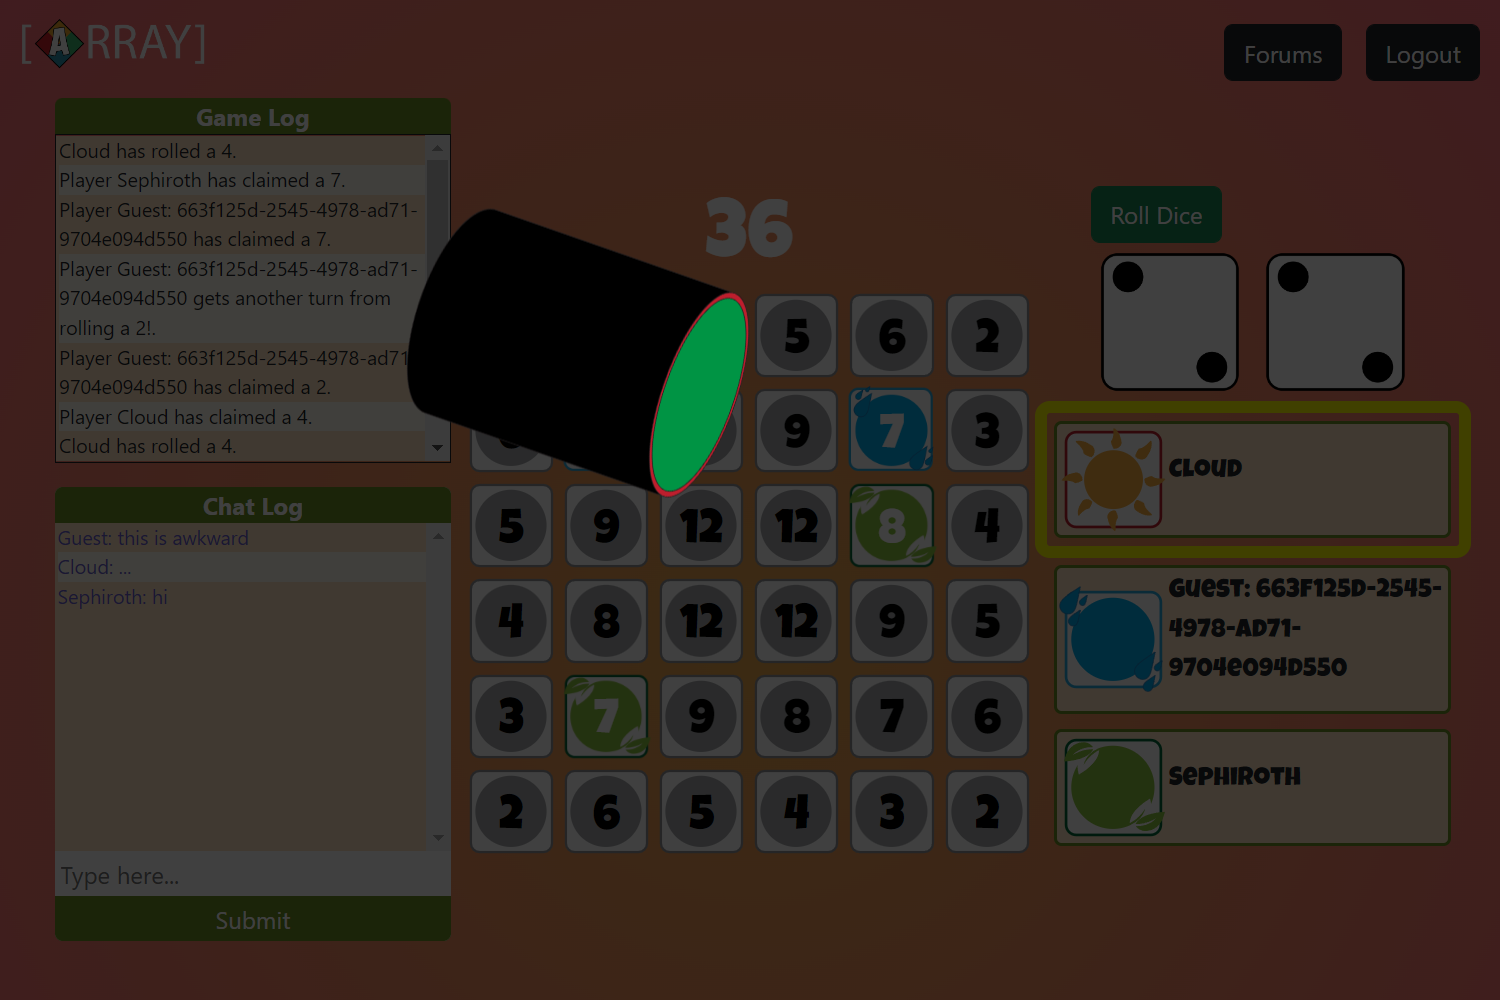 [ARRAY]
Forums
Logout
Game Log
Cloud has rolled a 4.
Player Sephiroth has claimed a 7.
Player Guest: 663f125d-2545-4978-ad71-
9704e094d550 has claimed a 7.
Player Guest: 663f125d-2545-4978-ad71-
9704e094d550 gets another turn from
rolling a 2!.
Player Guest: 663f125d-2545-4978-ad71
9704e094d550 has claimed a 2.
Player Cloud has claimed a 4.
Cloud has rolled a 4.
Chat Log
Guest: this is awkward
Cloud: ...
Sephiroth: hi
Type here...
Submit
36
5 6 2
9 7 3
5 9 12 12 8 4
4 8 12 12 9 5
3 7 9 8 7 6
2 6 5 4 3 2
Roll Dice
CLOUD
GUEST: 663F125D-2545-
4978-AD71-
9704E094D550
SEPHIROTH